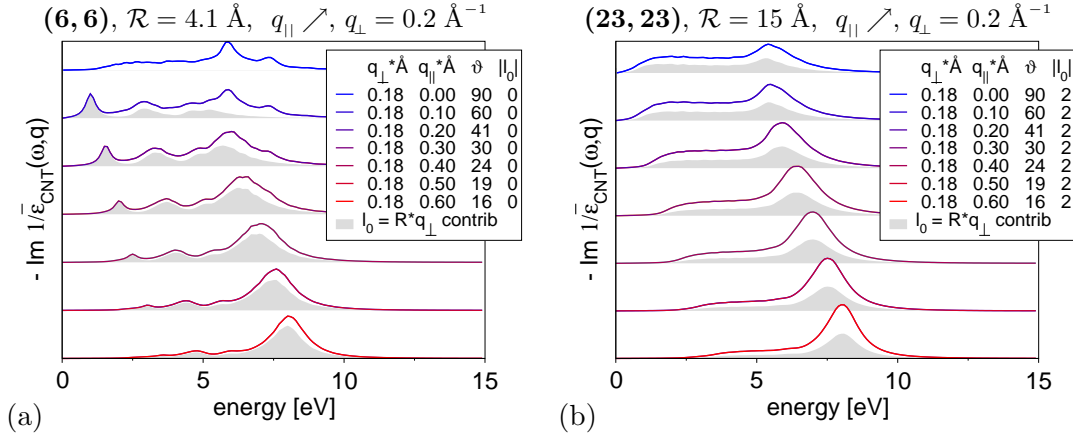 (6, 6), R = 4.1 Å, q|| ↗, q⊥ = 0.2 Å⁻¹
q⊥*Å q||*Å ϑ ||₀|
0.18 0.00 90 0
0.18 0.10 60 0
0.18 0.20 41 0
0.18 0.30 30 0
0.18 0.40 24 0
0.18 0.50 19 0
0.18 0.60 16 0
l₀ = R*q⊥ contrib
- Im 1/ε̄CNT(ω,q)
0 5 10 15
energy [eV]
(a)
(23, 23), R = 15 Å, q|| ↗, q⊥ = 0.2 Å⁻¹
q⊥*Å q||*Å ϑ ||₀|
0.18 0.00 90 2
0.18 0.10 60 2
0.18 0.20 41 2
0.18 0.30 30 2
0.18 0.40 24 2
0.18 0.50 19 2
0.18 0.60 16 2
l₀ = R*q⊥ contrib
- Im 1/ε̄CNT(ω,q)
0 5 10 15
energy [eV]
(b)